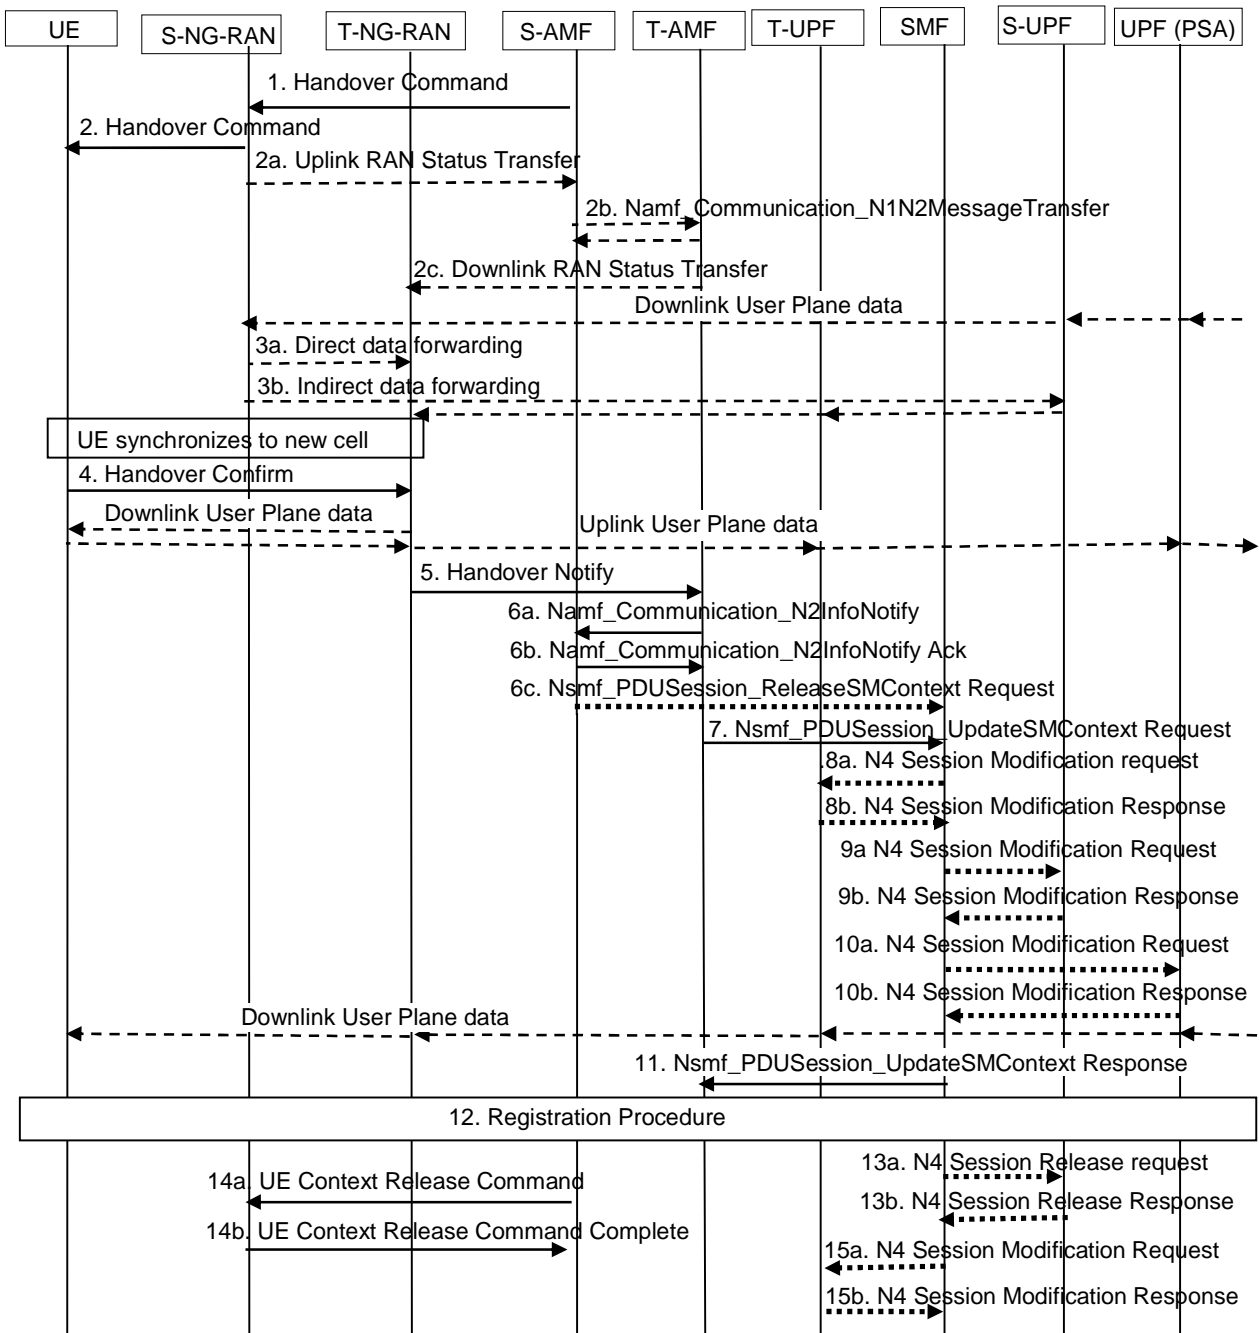 UE
S-NG-RAN
T-NG-RAN
S-AMF
T-AMF
T-UPF
SMF
S-UPF
UPF (PSA)
1. Handover Command
2. Handover Command
2a. Uplink RAN Status Transfer
2b. Namf_Communication_N1N2MessageTransfer
2c. Downlink RAN Status Transfer
Downlink User Plane data
3a. Direct data forwarding
3b. Indirect data forwarding
UE synchronizes to new cell
4. Handover Confirm
Downlink User Plane data
Uplink User Plane data
5. Handover Notify
6a. Namf_Communication_N2InfoNotify
6b. Namf_Communication_N2InfoNotify Ack
6c. Nsmf_PDUSession_ReleaseSMContext Request
7. Nsmf_PDUSession_UpdateSMContext Request
.8a. N4 Session Modification request
8b. N4 Session Modification Response
9a N4 Session Modification Request
9b. N4 Session Modification Response
10a. N4 Session Modification Request
10b. N4 Session Modification Response
Downlink User Plane data
11. Nsmf_PDUSession_UpdateSMContext Response
12. Registration Procedure
13a. N4 Session Release request
14a. UE Context Release Command
13b. N4 Session Release Response
14b. UE Context Release Command Complete
15a. N4 Session Modification Request
15b. N4 Session Modification Response